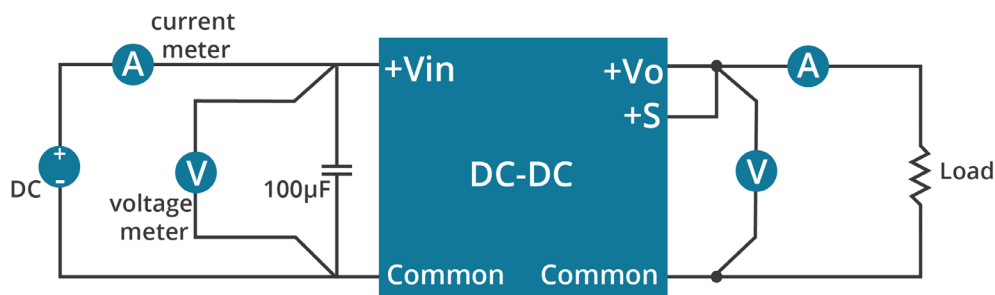 current
meter
A
+Vin
+Vo
A
+S
+
-
DC
V
100µF
DC-DC
V
Load
voltage
meter
Common
Common